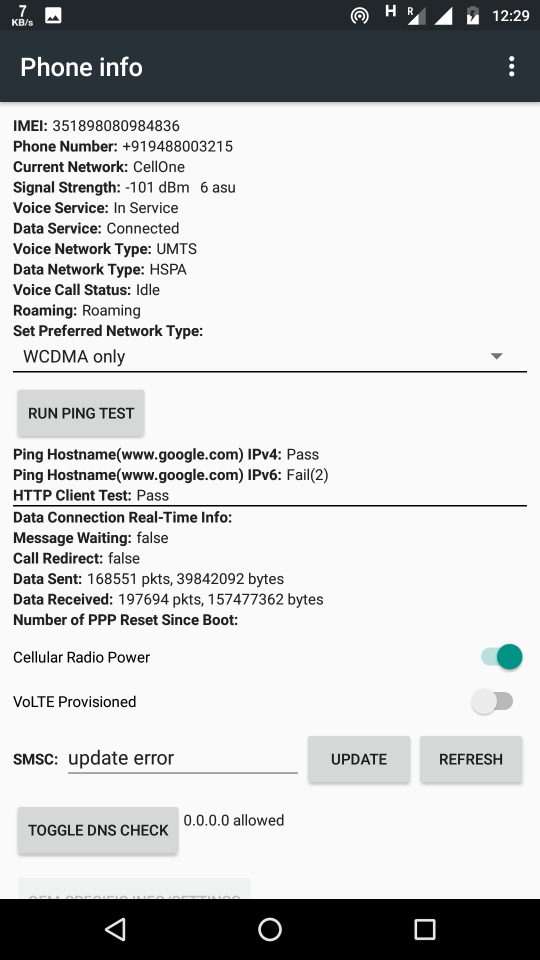 7
KB/s
H
R
12:29
Phone info
IMEI: 351898080984836
Phone Number: +919488003215
Current Network: CellOne
Signal Strength: -101 dBm 6 asu
Voice Service: In Service
Data Service: Connected
Voice Network Type: UMTS
Data Network Type: HSPA
Voice Call Status: Idle
Roaming: Roaming
Set Preferred Network Type:
WCDMA only
RUN PING TEST
Ping Hostname(www.google.com) IPv4: Pass
Ping Hostname(www.google.com) IPv6: Fail(2)
HTTP Client Test: Pass
Data Connection Real-Time Info:
Message Waiting: false
Call Redirect: false
Data Sent: 168551 pkts, 39842092 bytes
Data Received: 197694 pkts, 157477362 bytes
Number of PPP Reset Since Boot:
Cellular Radio Power
VoLTE Provisioned
SMSC: update error UPDATE REFRESH
TOGGLE DNS CHECK 0.0.0.0 allowed
OEM-SPECIFIC INFO/SETTINGS